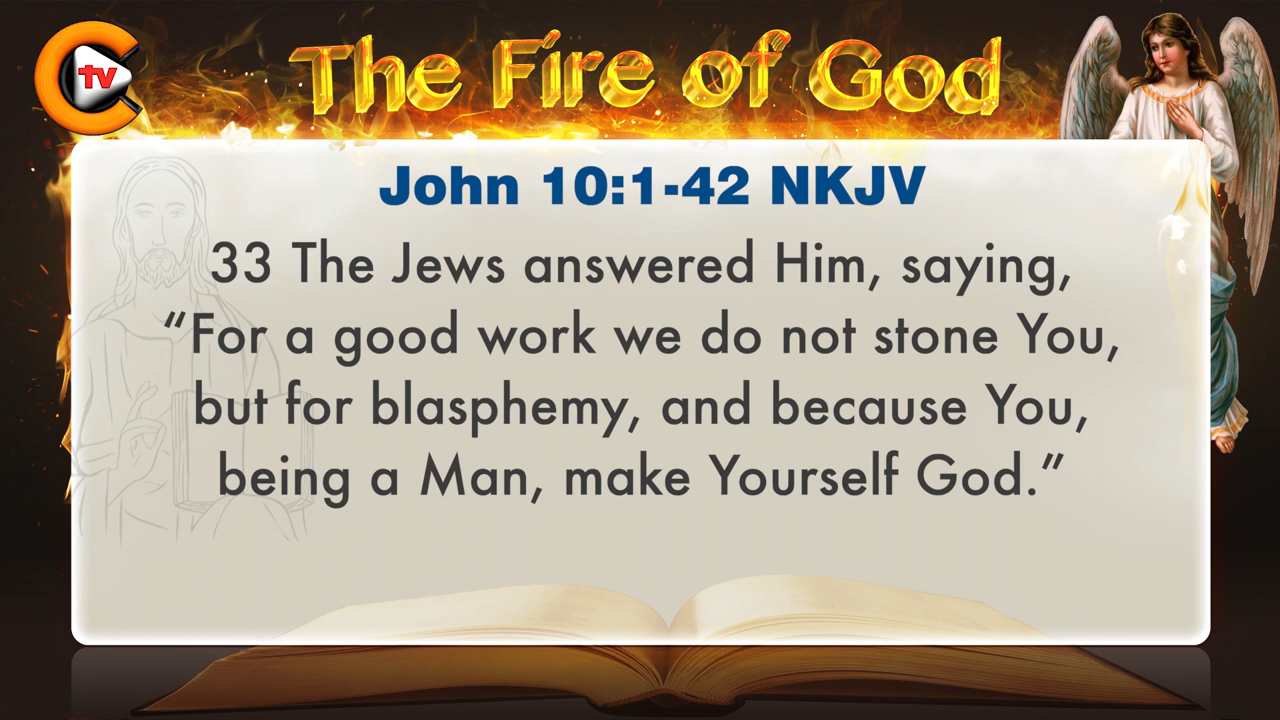 tv
The Fire of God
John 10:1-42 NKJV
33 The Jews answered Him, saying,
“For a good work we do not stone You,
but for blasphemy, and because You,
being a Man, make Yourself God.”